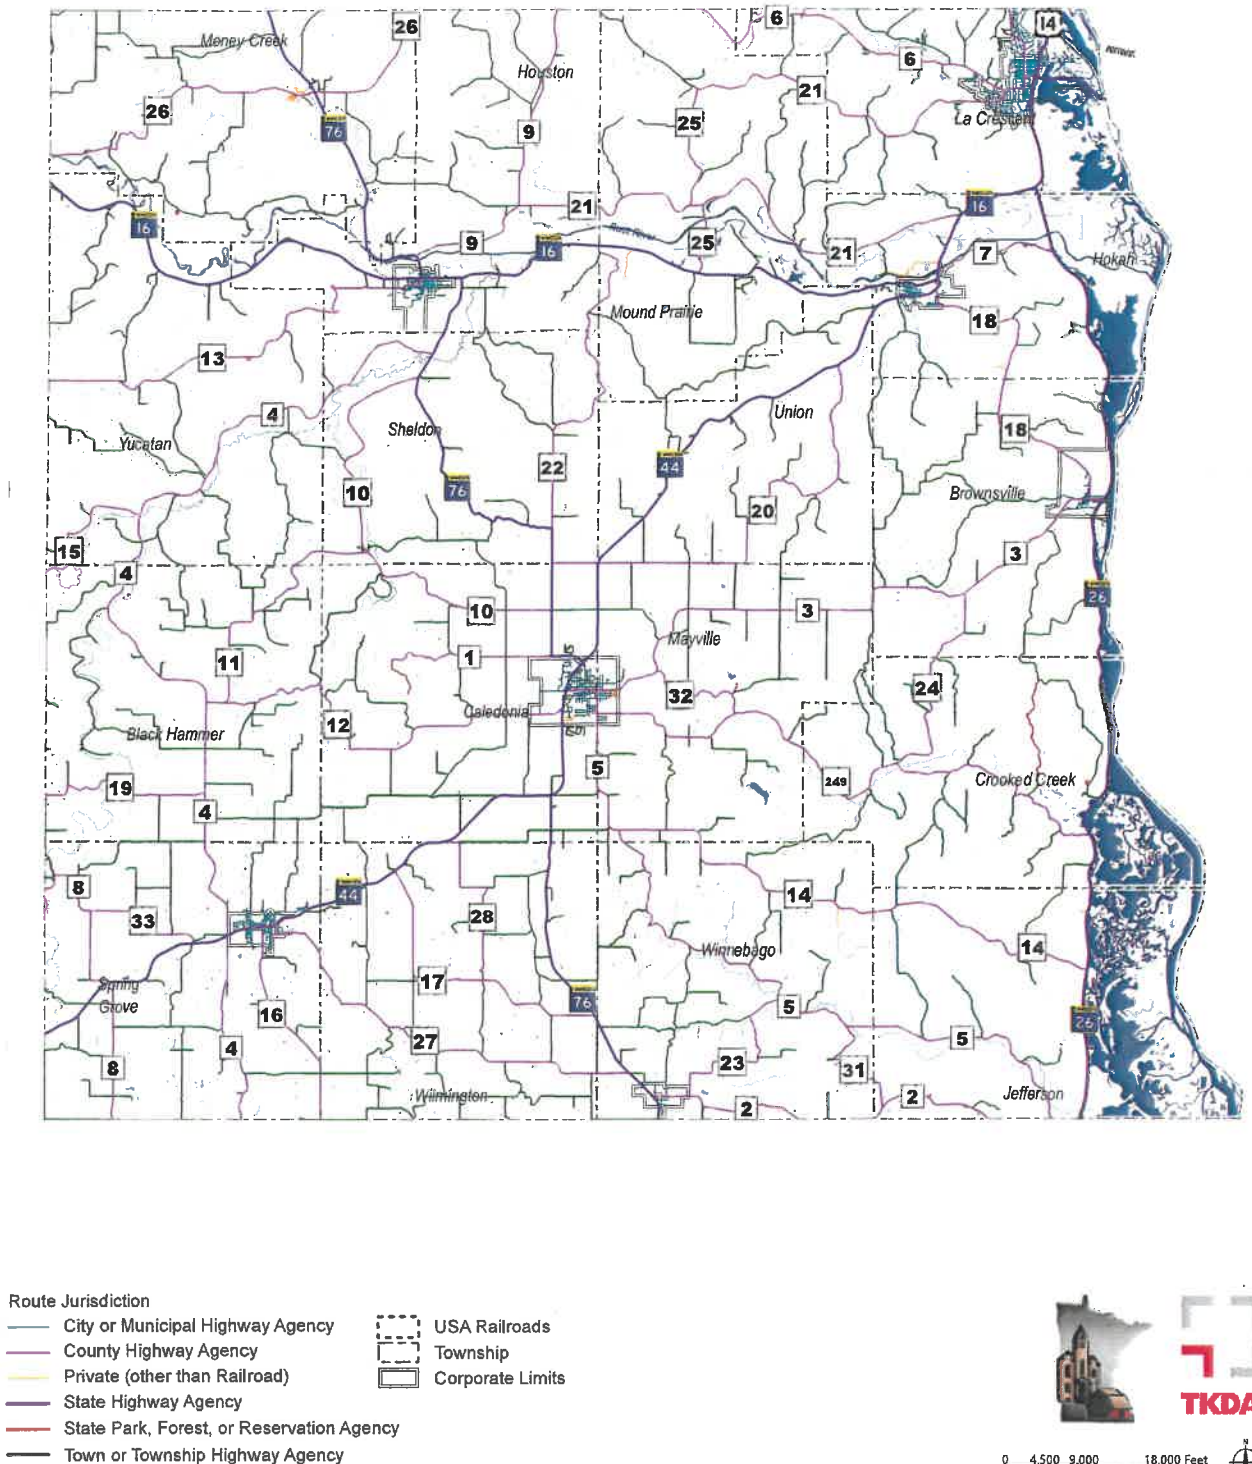 6
14
26
Money Creek
Houston
6
21
26
25
La Crescent
76
9
16
21
16
9
16
Root River
25
21
7
Hokah
Mound Prairie
18
13
4
Union
Yucatan
Sheldon
18
44
22
10
76
20
Brownsville
15
3
4
26
10
3
Mayville
1
11
32
24
12
Caledonia
Black Hammer
5
249
Crooked Creek
19
4
8
44
14
33
28
14
Winnebago
17
Spring
Grove
76
5
16
26
27
5
4
23
8
31
Wilmington
2
2
Jefferson
Route Jurisdiction
City or Municipal Highway Agency
County Highway Agency
Private (other than Railroad)
State Highway Agency
State Park, Forest, or Reservation Agency
Town or Township Highway Agency
USA Railroads
Township
Corporate Limits
TKDA
N
0 4,500 9,000 18,000 Feet